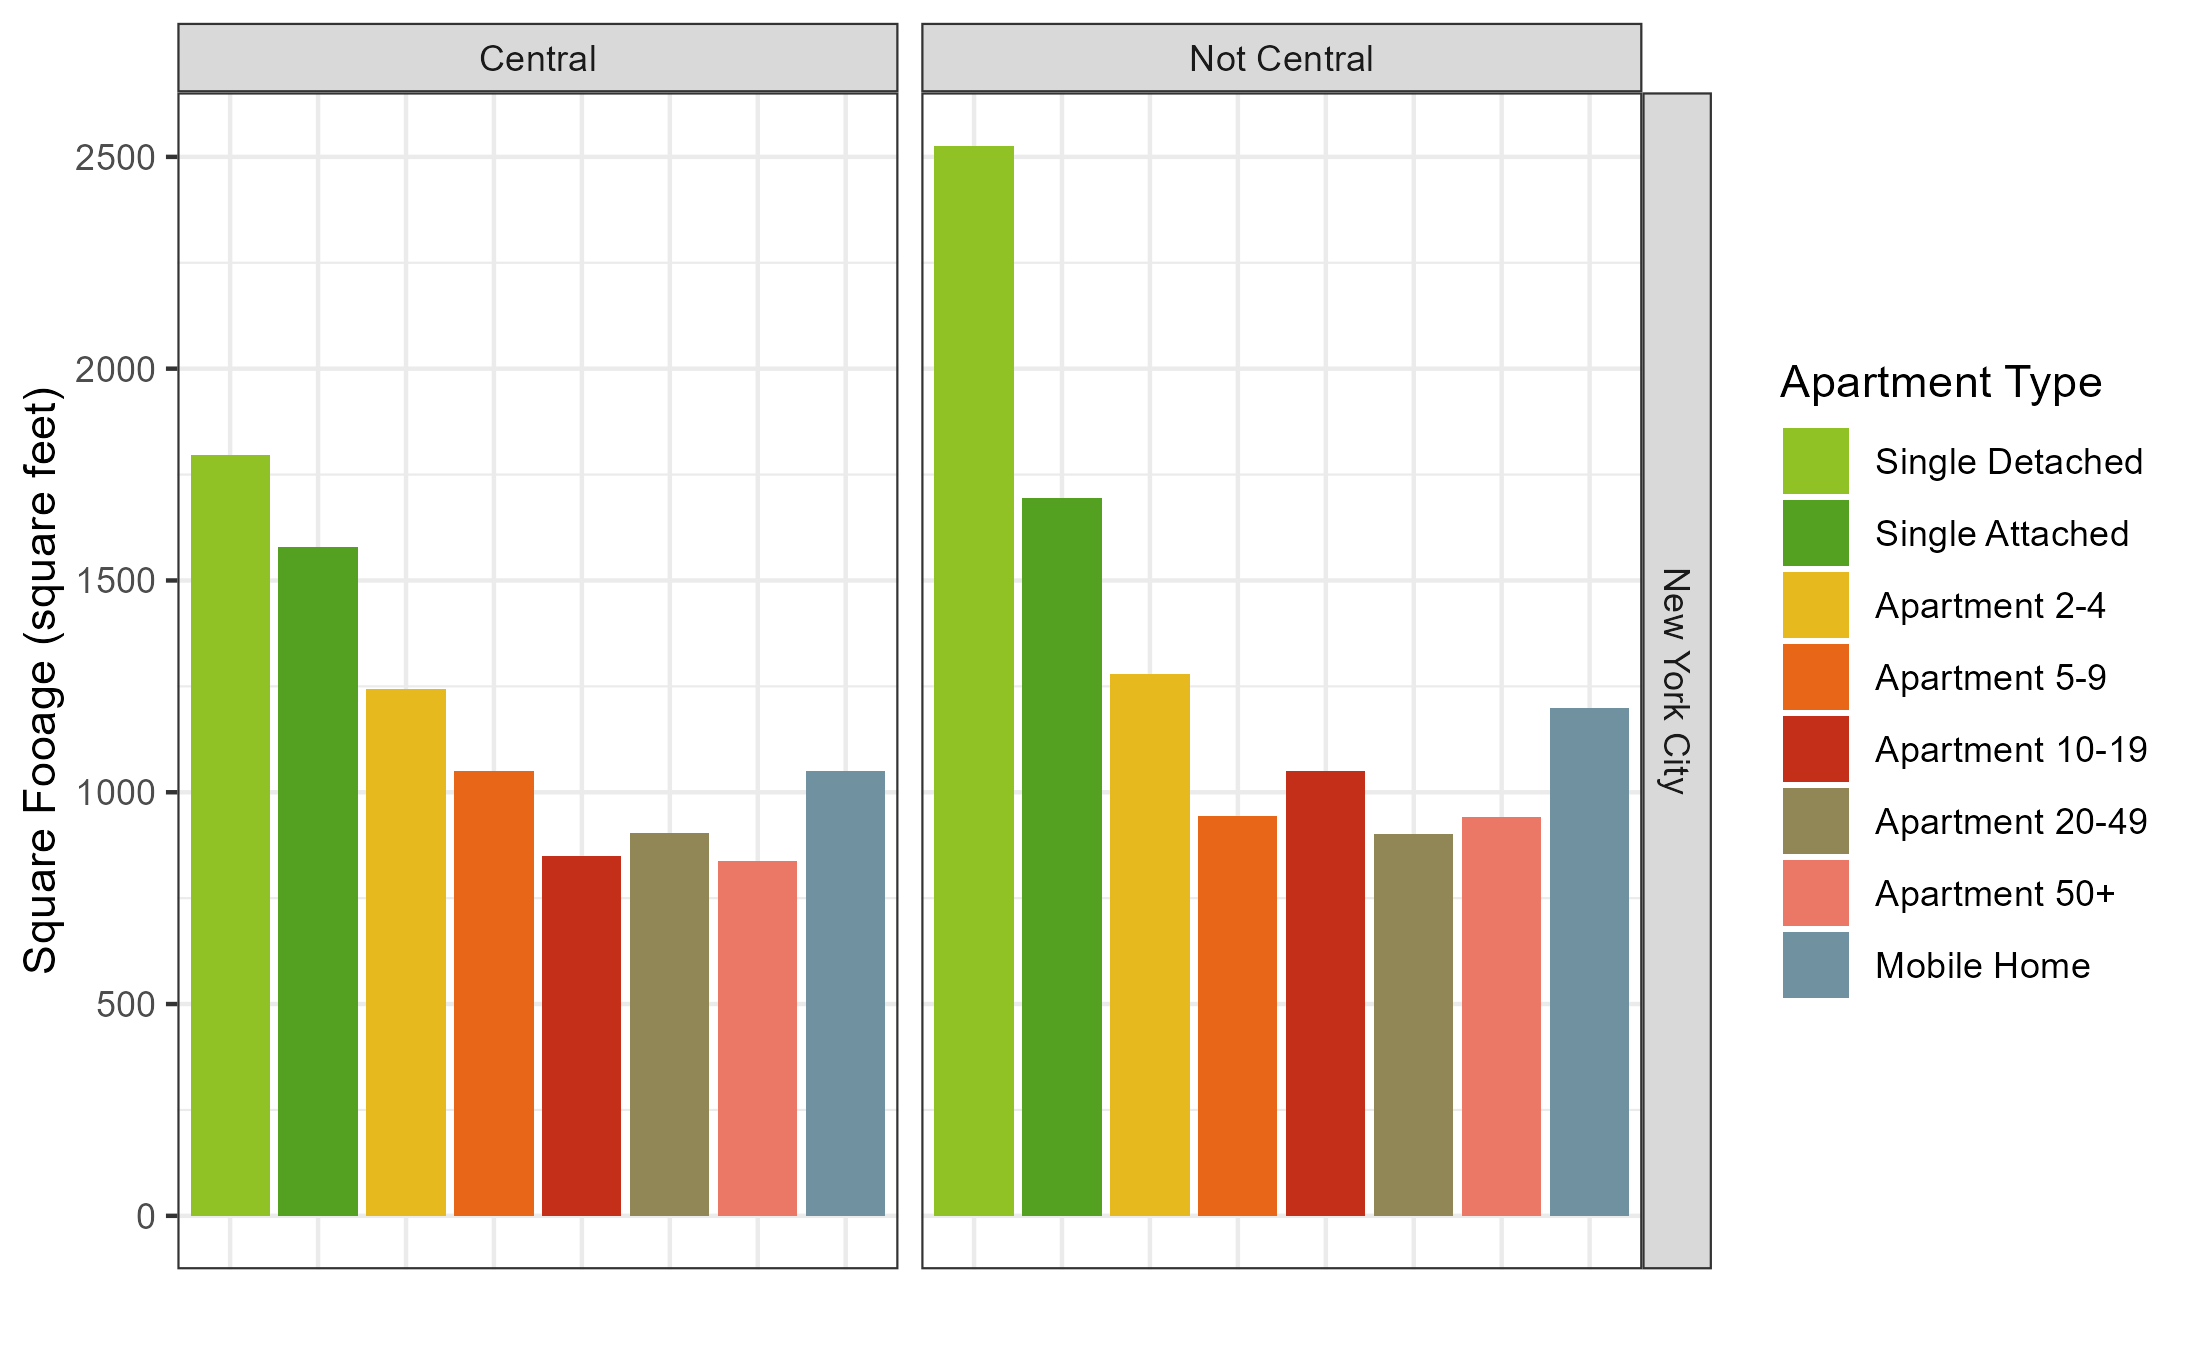 Central
Not Central
2500
2000
1500
1000
500
0
Square Fooage (square feet)
New York City
Apartment Type
Single Detached
Single Attached
Apartment 2-4
Apartment 5-9
Apartment 10-19
Apartment 20-49
Apartment 50+
Mobile Home